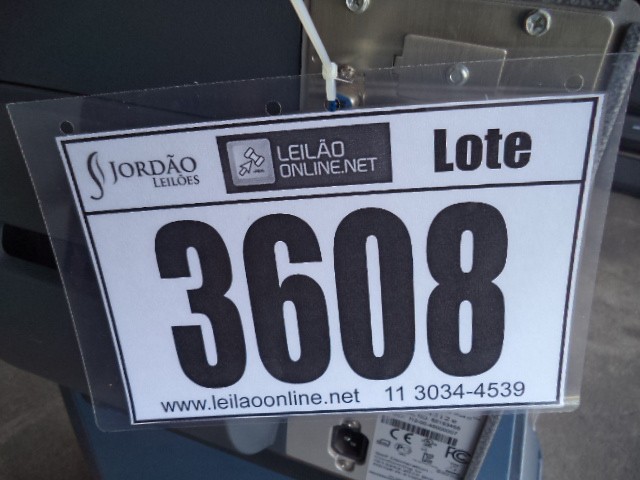 JORDÃO
LEILÕES
LEILÃO
ONLINE.NET
Lote
3608
www.leilaoonline.net 11 3034-4539